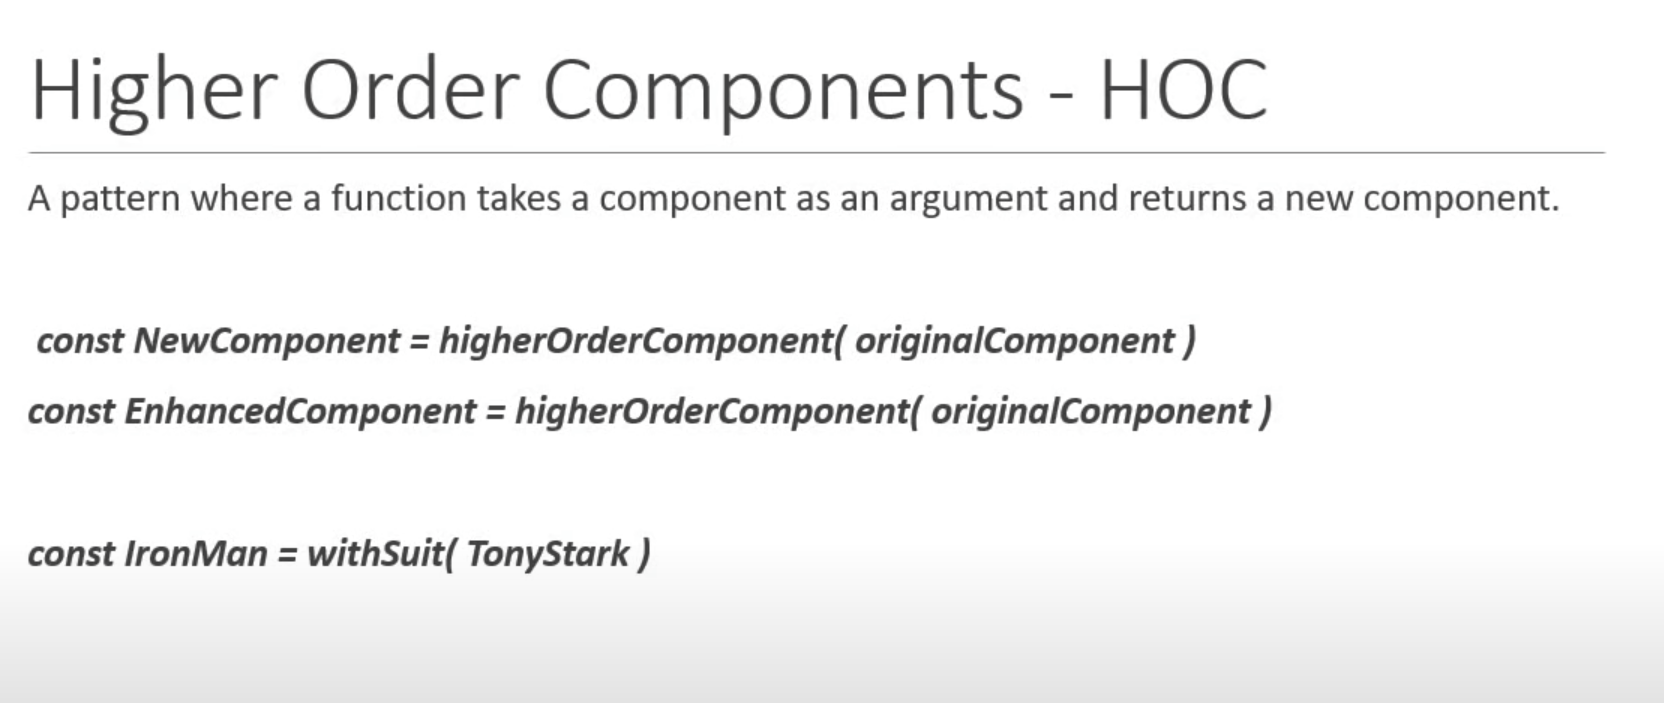 Higher Order Components - HOC
A pattern where a function takes a component as an argument and returns a new component.
const NewComponent = higherOrderComponent( originalComponent )
const EnhancedComponent = higherOrderComponent( originalComponent )
const IronMan = withSuit( TonyStark )